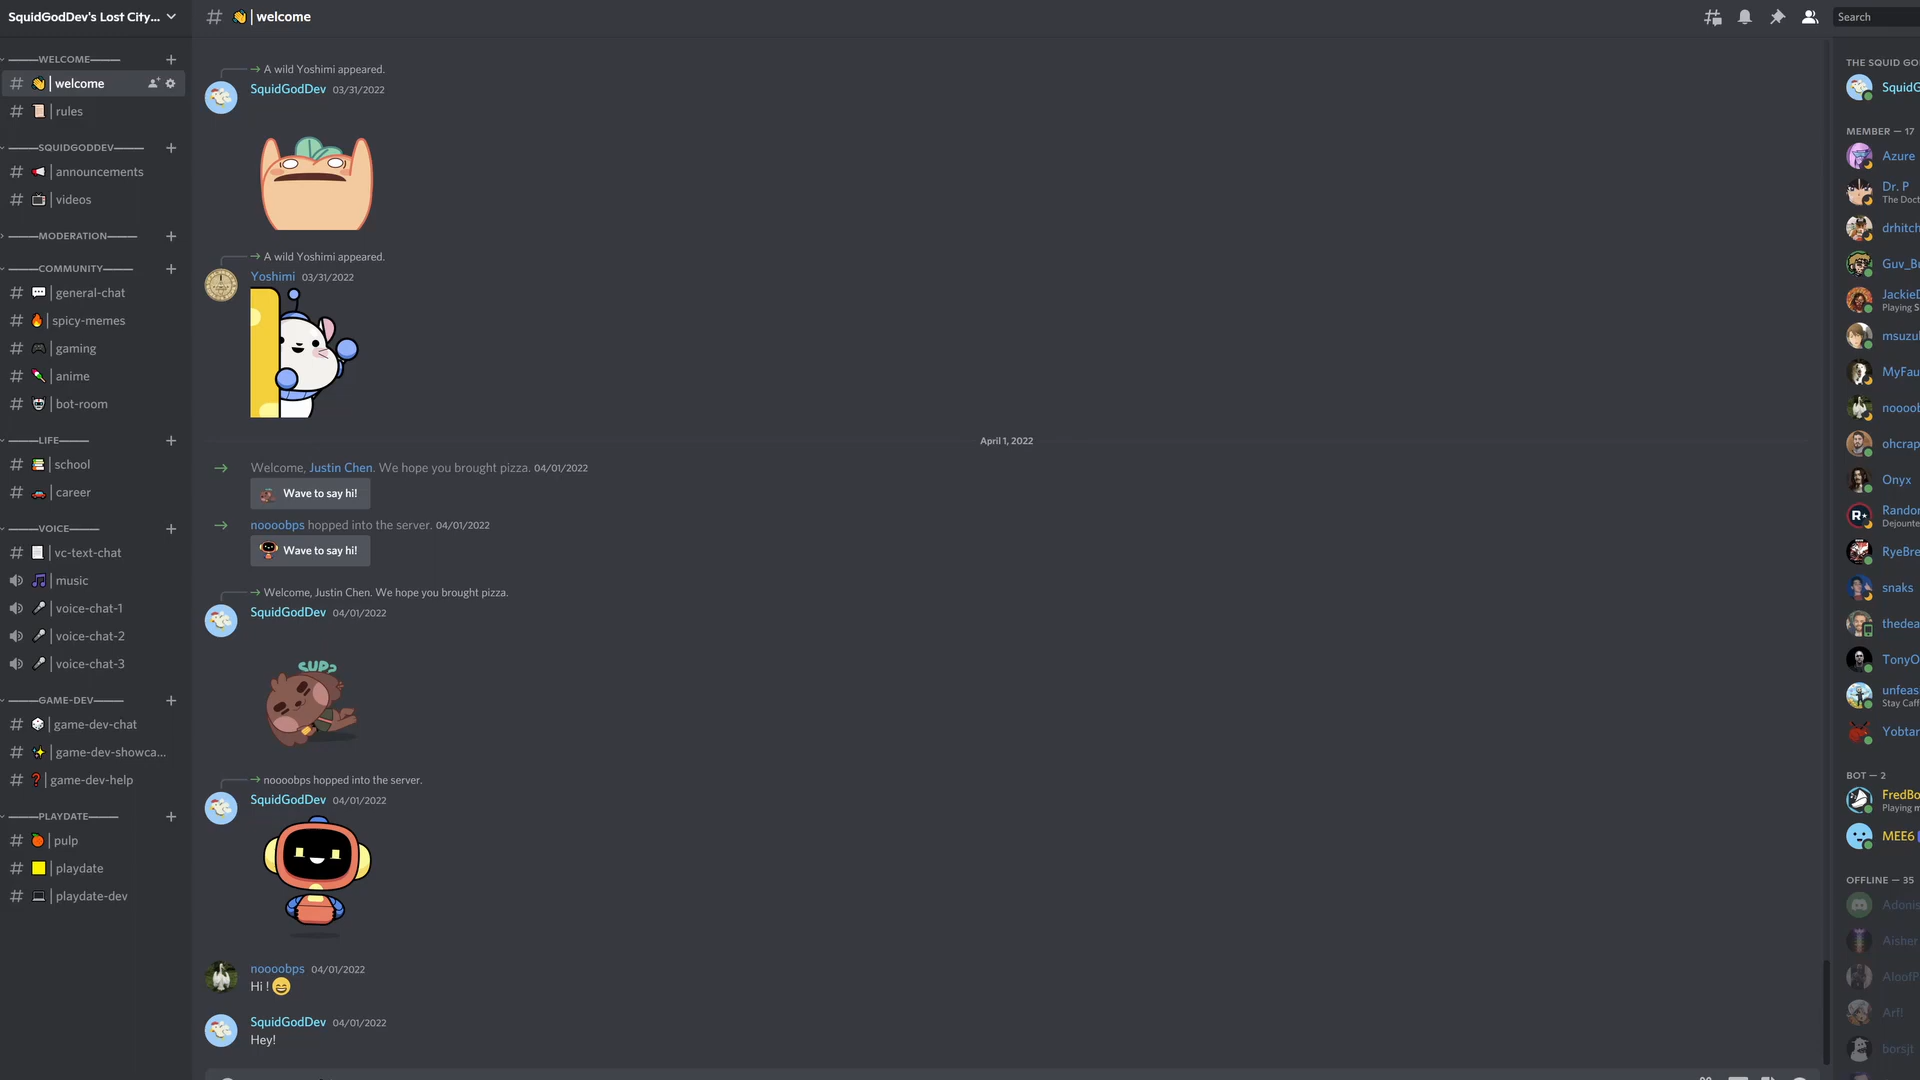 SquidGodDev's Lost City...
WELCOME
welcome
rules
SQUIDGODDEV
announcements
videos
MODERATION
COMMUNITY
general-chat
spicy-memes
gaming
anime
bot-room
LIFE
school
career
VOICE
vc-text-chat
music
voice-chat-1
voice-chat-2
voice-chat-3
GAME-DEV
game-dev-chat
game-dev-showca...
game-dev-help
PLAYDATE
pulp
playdate
playdate-dev
# 👋 | welcome
A wild Yoshimi appeared.
SquidGodDev 03/31/2022
A wild Yoshimi appeared.
Yoshimi 03/31/2022
April 1, 2022
Welcome, Justin Chen. We hope you brought pizza. 04/01/2022
Wave to say hi!
noooobps hopped into the server. 04/01/2022
Wave to say hi!
Welcome, Justin Chen. We hope you brought pizza.
SquidGodDev 04/01/2022
SUP?
noooobps hopped into the server.
SquidGodDev 04/01/2022
noooobps 04/01/2022
Hi ! 😄
SquidGodDev 04/01/2022
Hey!
Search
THE SQUID GO
SquidG
MEMBER — 17
Azure
Dr. P
The Doct
drhitch
Guv_Bu
JackieD
Playing S
msuzu
MyFau
noooob
ohcrap
Onyx
R
Random
Dejounte
RyeBre
snaks
thedea
TonyO
unfeas
Stay Caff
Yobtar
BOT — 2
FredBo
Playing m
MEE6
OFFLINE — 35
Adonis
Aisher
AloofP
Arf!
borsjt